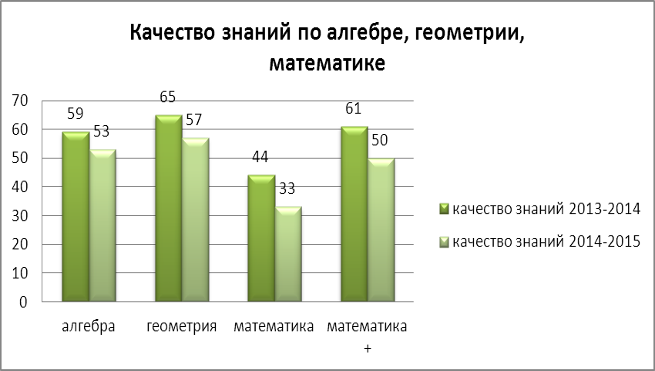 Качество знаний по алгебре, геометрии,
математике
70
60
50
40
30
20
10
0
59
53
65
57
44
33
61
50
алгебра
геометрия
математика
математика
+
качество знаний 2013-2014
качество знаний 2014-2015